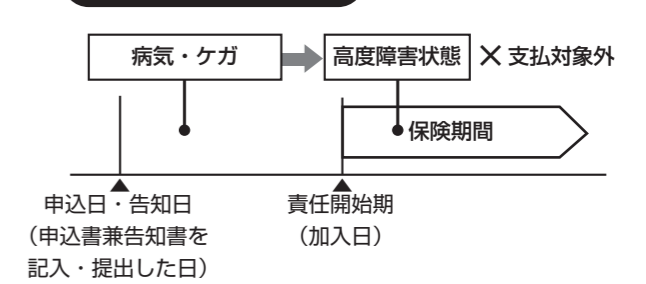 病気・ケガ
高度障害状態
×支払対象外
保険期間
申込日・告知日
（申込書兼告知書を
記入・提出した日）
責任開始期
（加入日）